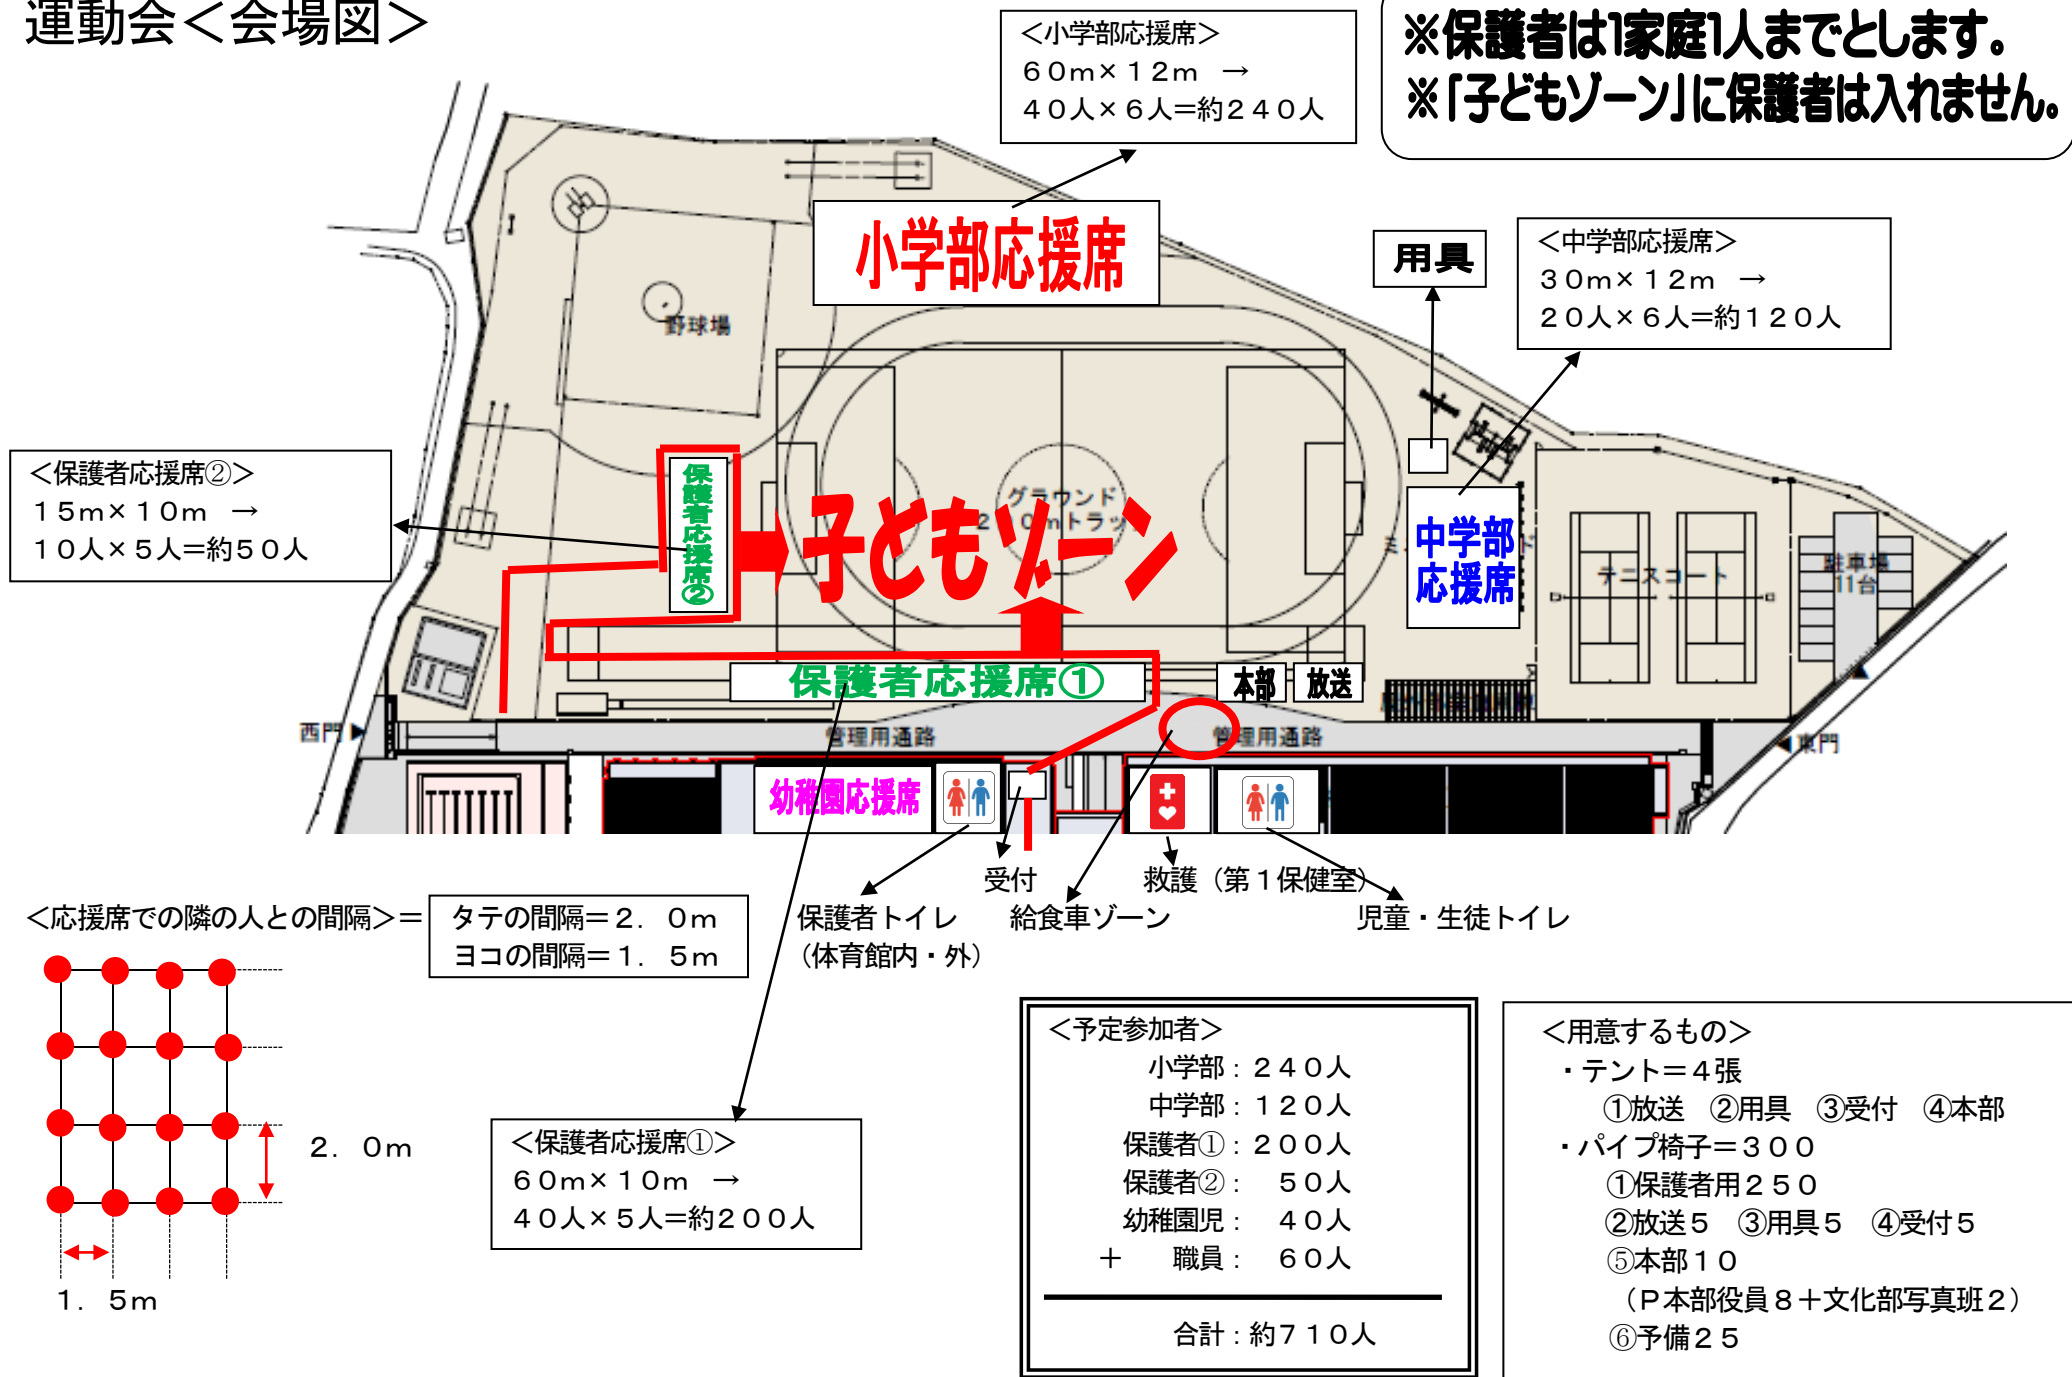 運動会＜会場図＞
※保護者は1家庭1人までとします。
※「子どもゾーン」に保護者は入れません。
＜小学部応援席＞
６０ｍ×１２ｍ　→
４０人×６人＝約２４０人
小学部応援席
用具
＜中学部応援席＞
３０ｍ×１２ｍ　→
２０人×６人＝約１２０人
野球場
＜保護者応援席②＞
１５ｍ×１０ｍ　→
１０人×５人＝約５０人
保護者応援席②
グラウンド
子どもゾーン
中学部
応援席
テニスコート
駐車場
11台
保護者応援席①
本部
放送
西門
管理用通路
管理用通路
東門
幼稚園応援席
受付
救護（第１保健室）
保護者トイレ
（体育館内・外）
給食車ゾーン
児童・生徒トイレ
＜応援席での隣の人との間隔＞＝
タテの間隔＝２．０ｍ
ヨコの間隔＝１．５ｍ
２．０ｍ
１．５ｍ
＜保護者応援席①＞
６０ｍ×１０ｍ　→
４０人×５人＝約２００人
＜予定参加者＞
小学部：２４０人
中学部：１２０人
保護者①：２００人
保護者②：　５０人
幼稚園児：　４０人
＋　　職員：　６０人
合計：約７１０人
＜用意するもの＞
・テント＝４張
①放送　②用具　③受付　④本部
・パイプ椅子＝３００
①保護者用２５０
②放送５　③用具５　④受付５
⑤本部１０
（Ｐ本部役員８＋文化部写真班２）
⑥予備２５